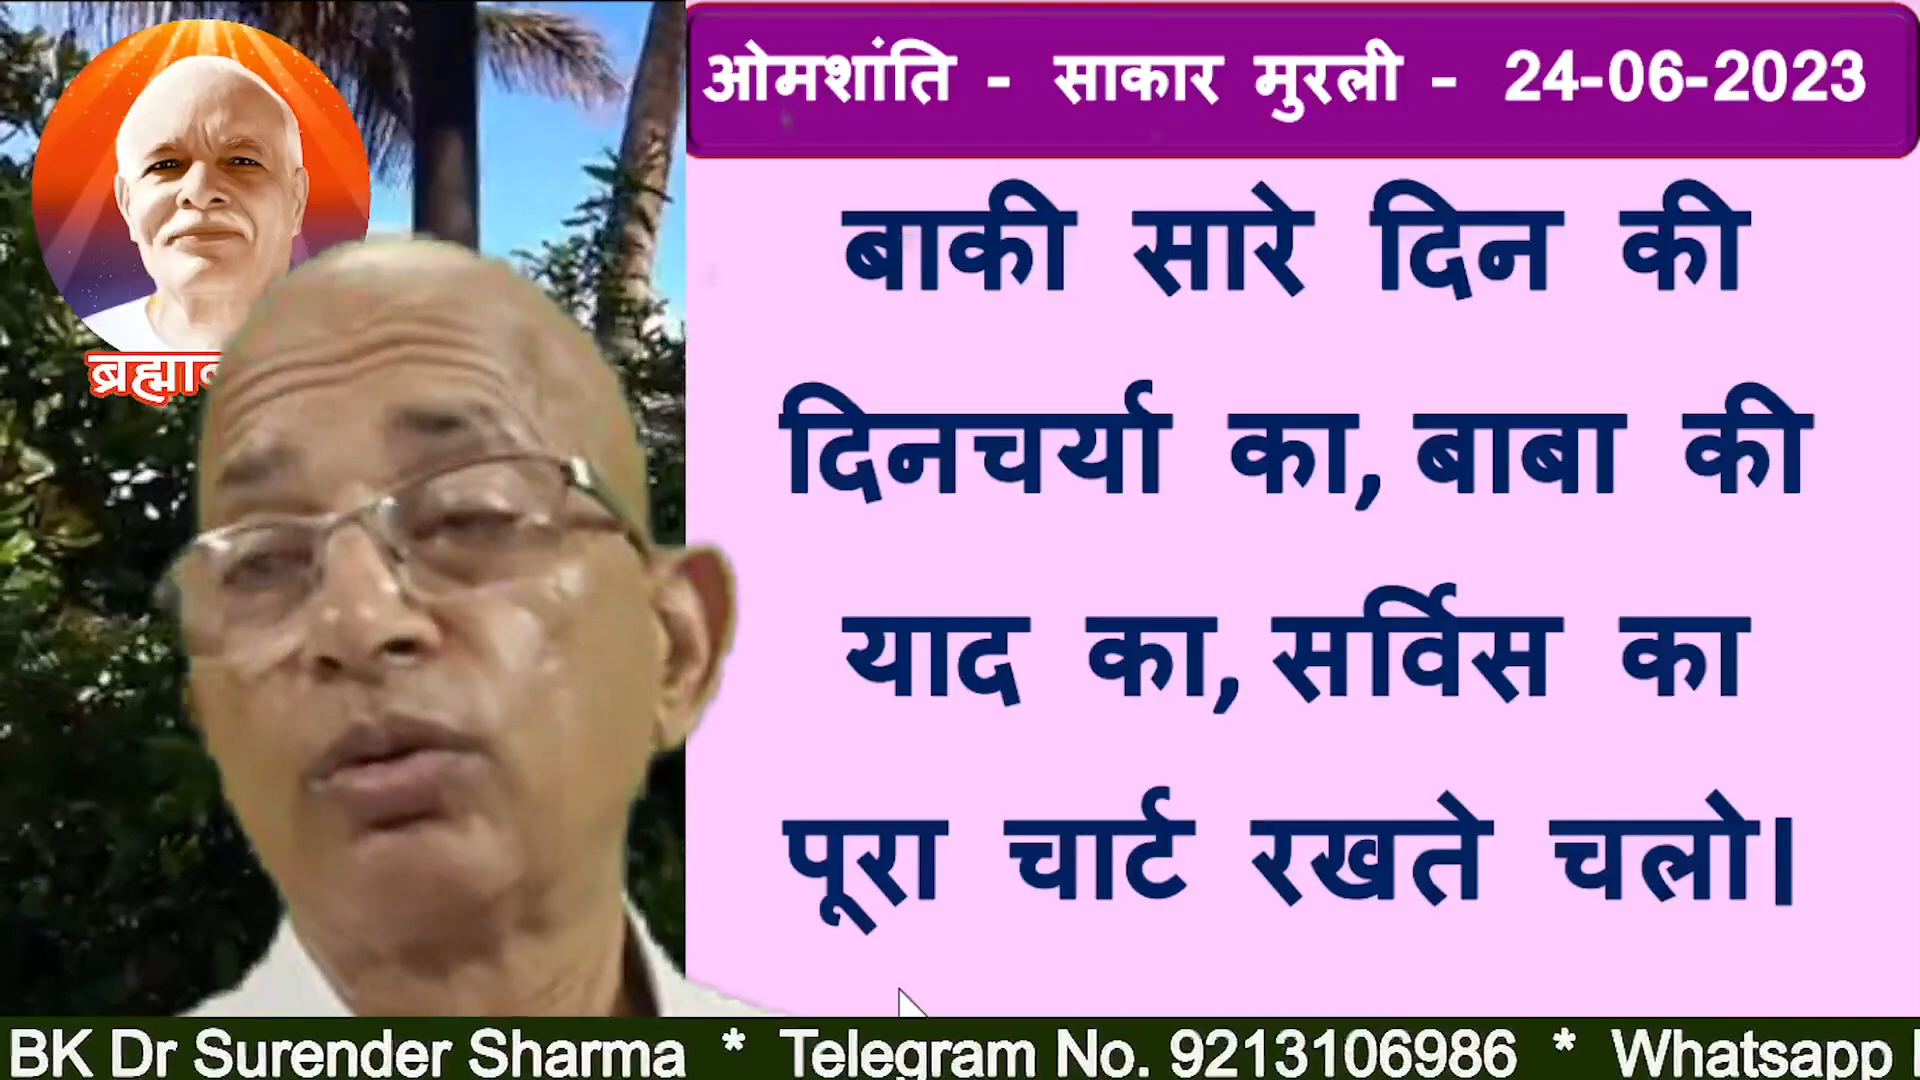 ओमशांति - साकार मुरली - 24-06-2023
बाकी सारे दिन की
दिनचर्या का, बाबा की
याद का, सर्विस का
पूरा चार्ट रखते चलो।
BK Dr Surender Sharma * Telegram No. 9213106986 * Whatsapp